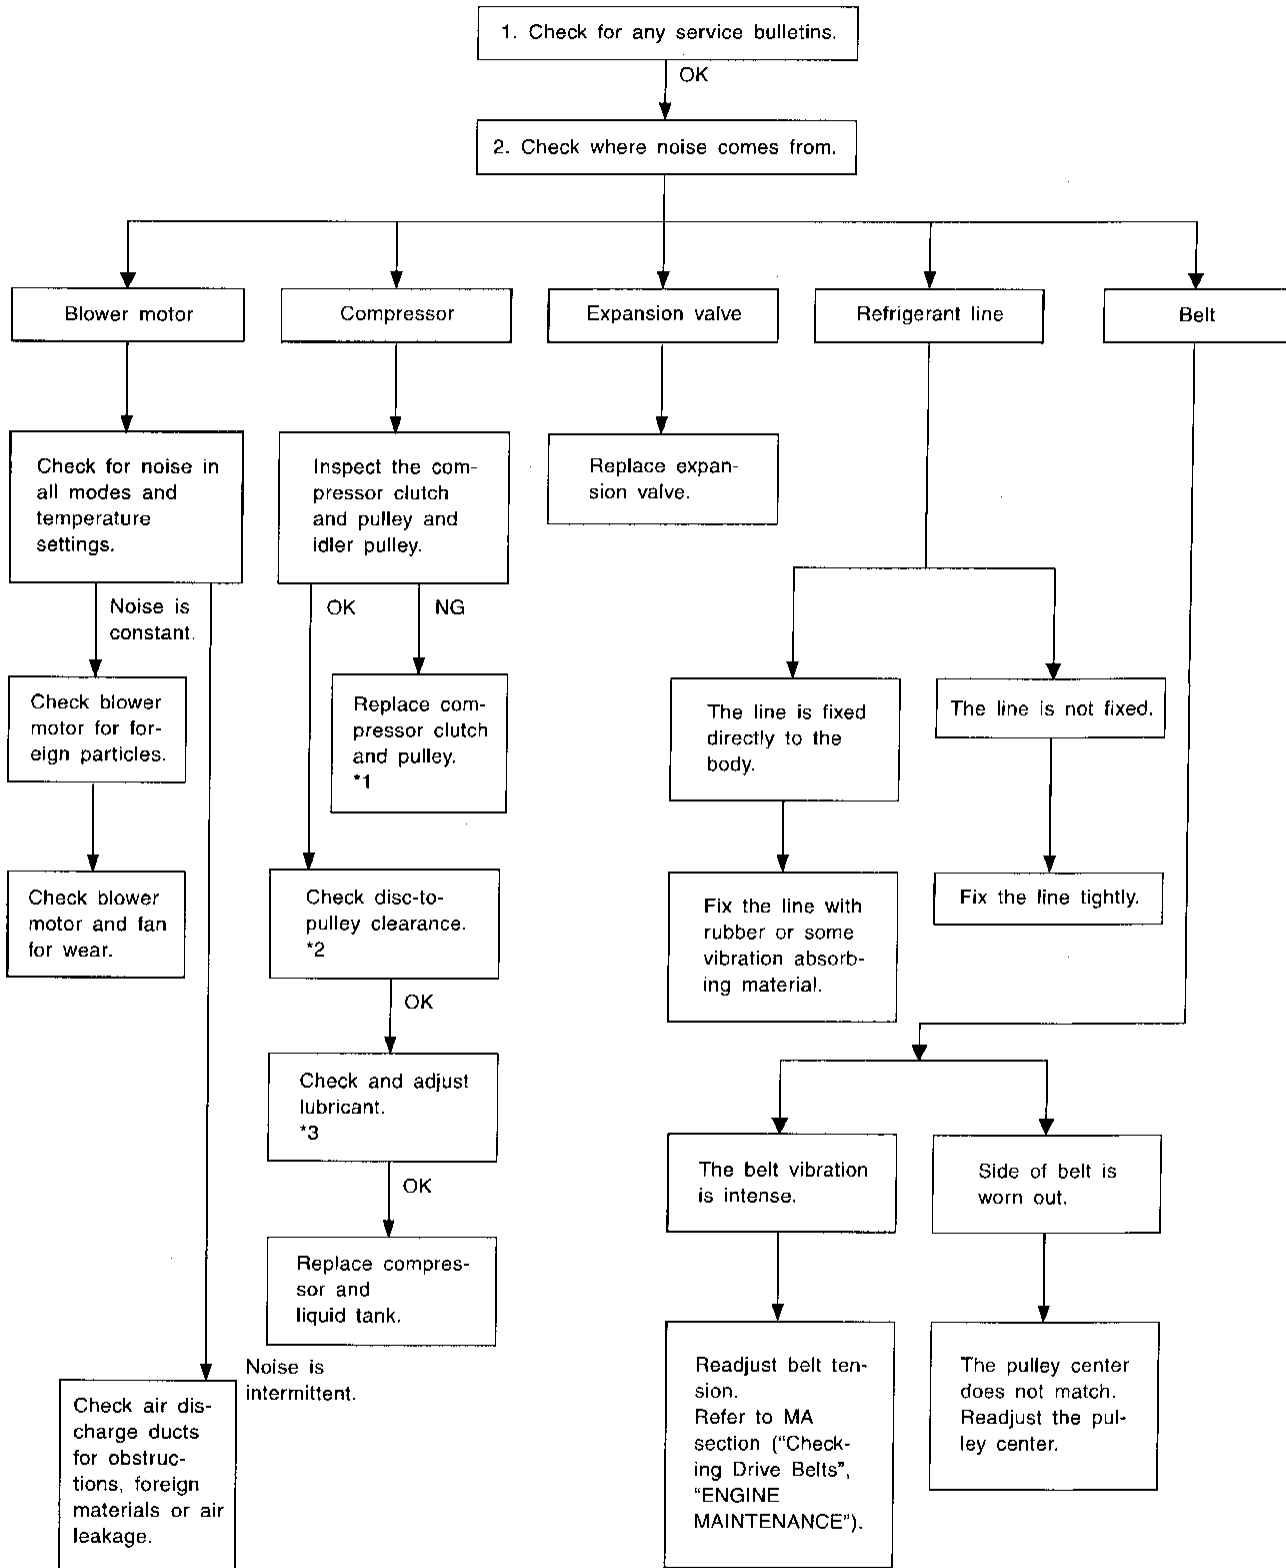 1. Check for any service bulletins.
OK
2. Check where noise comes from.
Blower motor
Compressor
Expansion valve
Refrigerant line
Belt
Check for noise in
all modes and
temperature
settings.
Noise is
constant.
Check blower
motor for for-
eign particles.
Check blower
motor and fan
for wear.
Noise is
intermittent.
Check air dis-
charge ducts
for obstruc-
tions, foreign
materials or air
leakage.
Inspect the com-
pressor clutch
and pulley and
idler pulley.
OK
NG
Replace com-
pressor clutch
and pulley.
*1
Check disc-to-
pulley clearance.
*2
OK
Check and adjust
lubricant.
*3
OK
Replace compres-
sor and
liquid tank.
Replace expan-
sion valve.
The line is fixed
directly to the
body.
Fix the line with
rubber or some
vibration absorb-
ing material.
The line is not fixed.
Fix the line tightly.
The belt vibration
is intense.
Readjust belt ten-
sion.
Refer to MA
section ("Check-
ing Drive Belts",
"ENGINE
MAINTENANCE").
Side of belt is
worn out.
The pulley center
does not match.
Readjust the pul-
ley center.